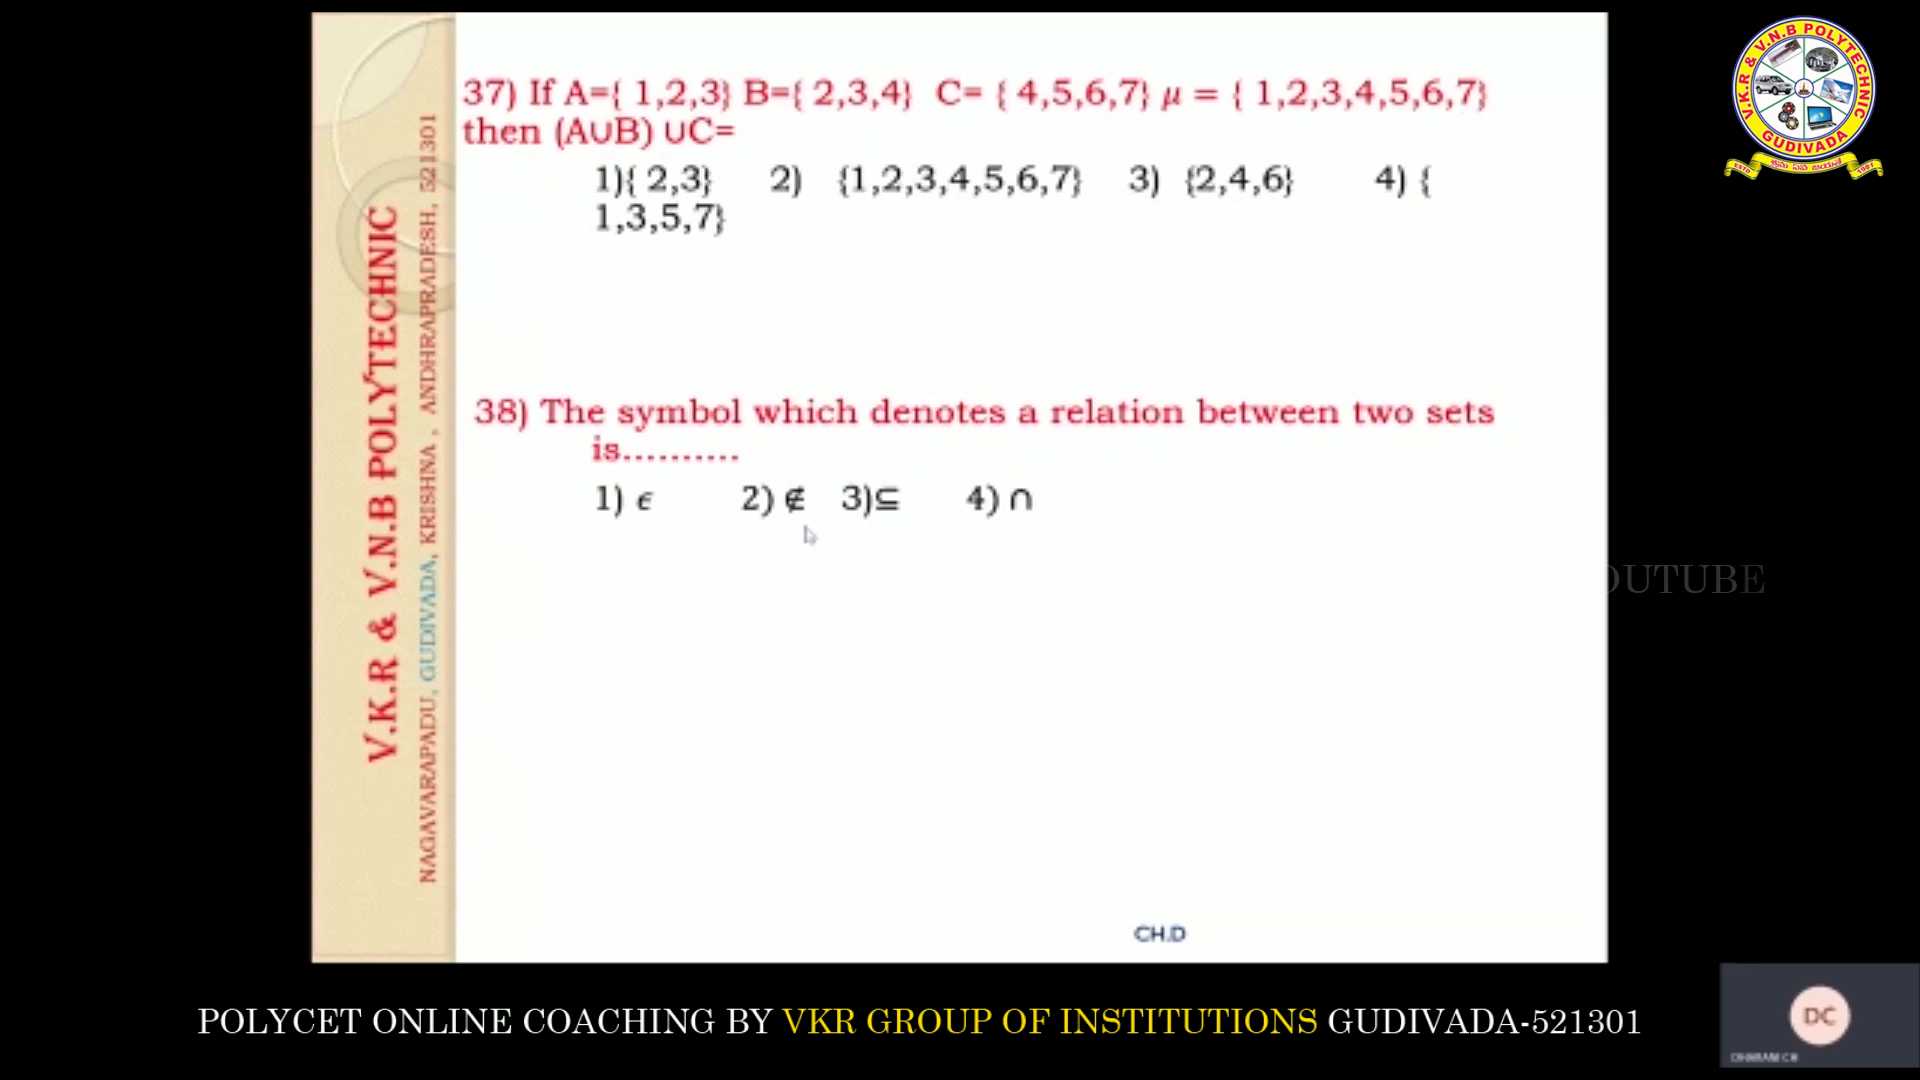 37) If A={ 1,2,3} B={ 2,3,4} C= { 4,5,6,7} μ = { 1,2,3,4,5,6,7}
then (A∪B) ∪C=
1){ 2,3} 2) {1,2,3,4,5,6,7} 3) {2,4,6} 4) {
1,3,5,7}
38) The symbol which denotes a relation between two sets
is..........
1) ϵ 2) ∉ 3)⊆ 4) ∩
CH.D
V.K.R & V.N.B POLYTECHNIC
NAGAVARAPADU, GUDIVADA, KRISHNA , ANDHRAPRADESH, 521301
V.K.R & V.N.B POLYTECHNIC
GUDIVADA
OUTUBE
POLYCET ONLINE COACHING BY VKR GROUP OF INSTITUTIONS GUDIVADA-521301
DC
DHARANI CH